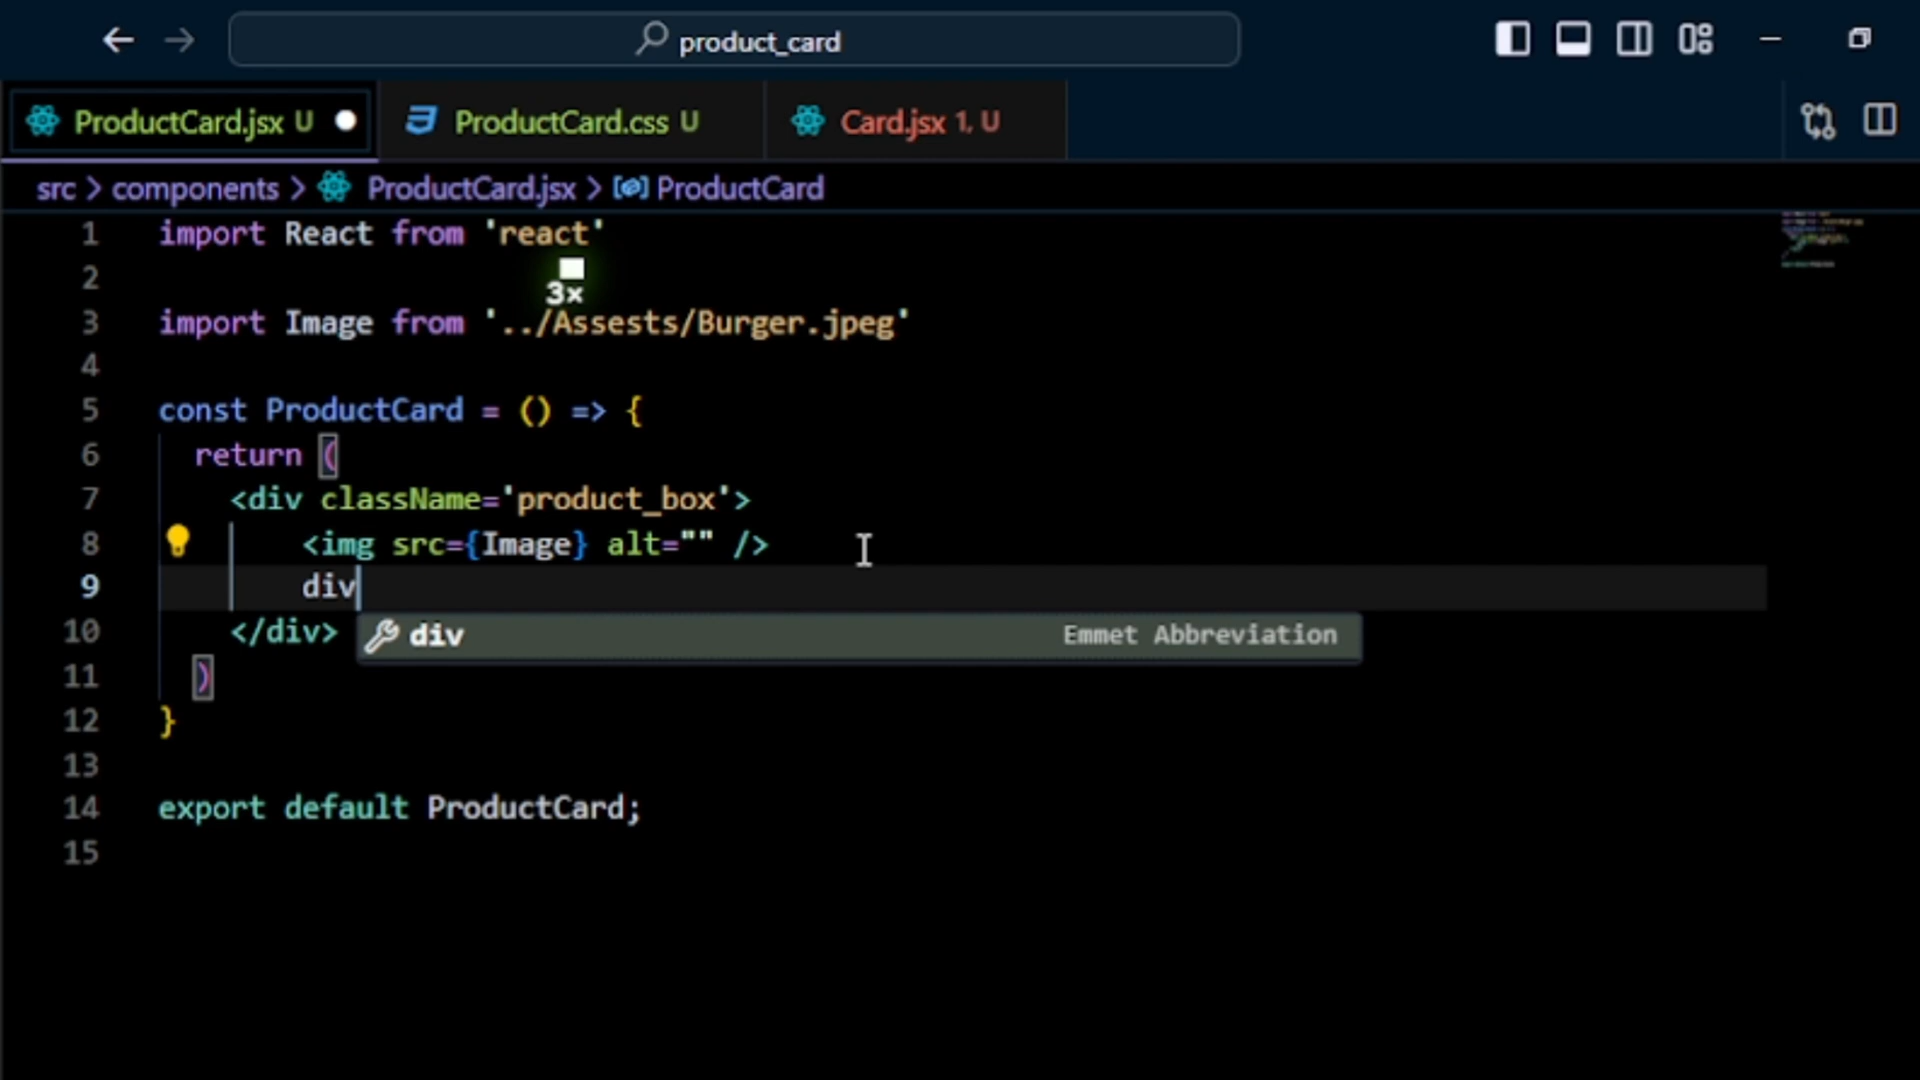 product_card
ProductCard.jsx U
ProductCard.css U
Card.jsx 1, U
src > components > ProductCard.jsx > ProductCard
1 import React from 'react'
2
3x
3 import Image from '../Assests/Burger.jpeg'
4
5 const ProductCard = () => {
6 return (
7 <div className='product_box'>
8 <img src={Image} alt="" />
9 div
10 </div>
div Emmet Abbreviation
11 )
12 }
13
14 export default ProductCard;
15